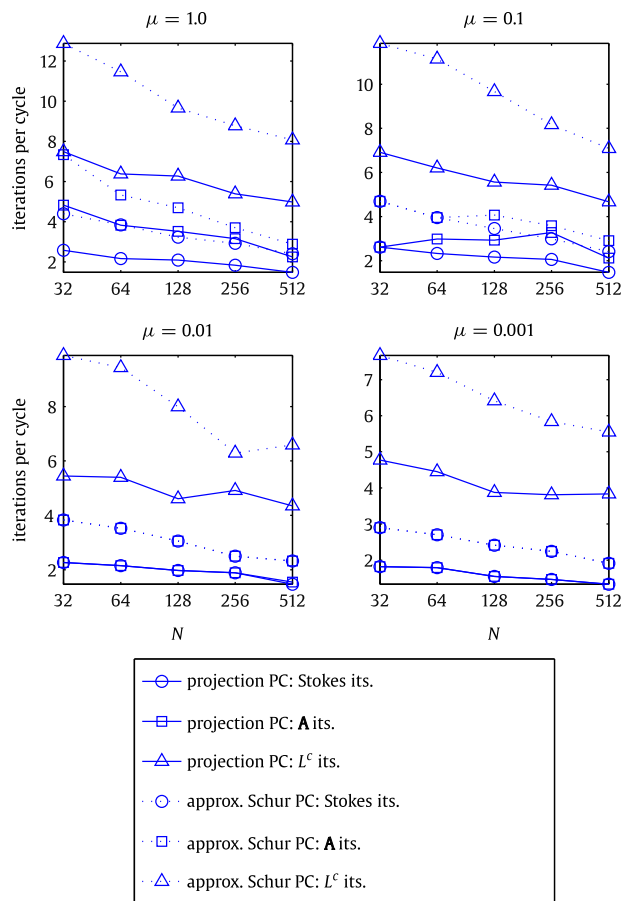 μ = 1.0
μ = 0.1
iterations per cycle
12
10
8
6
4
2
32 64 128 256 512
10
8
6
4
2
32 64 128 256 512
μ = 0.01
μ = 0.001
iterations per cycle
8
6
4
2
32 64 128 256 512
N
7
6
5
4
3
2
32 64 128 256 512
N
projection PC: Stokes its.
projection PC: A its.
projection PC: L^c its.
approx. Schur PC: Stokes its.
approx. Schur PC: A its.
approx. Schur PC: L^c its.